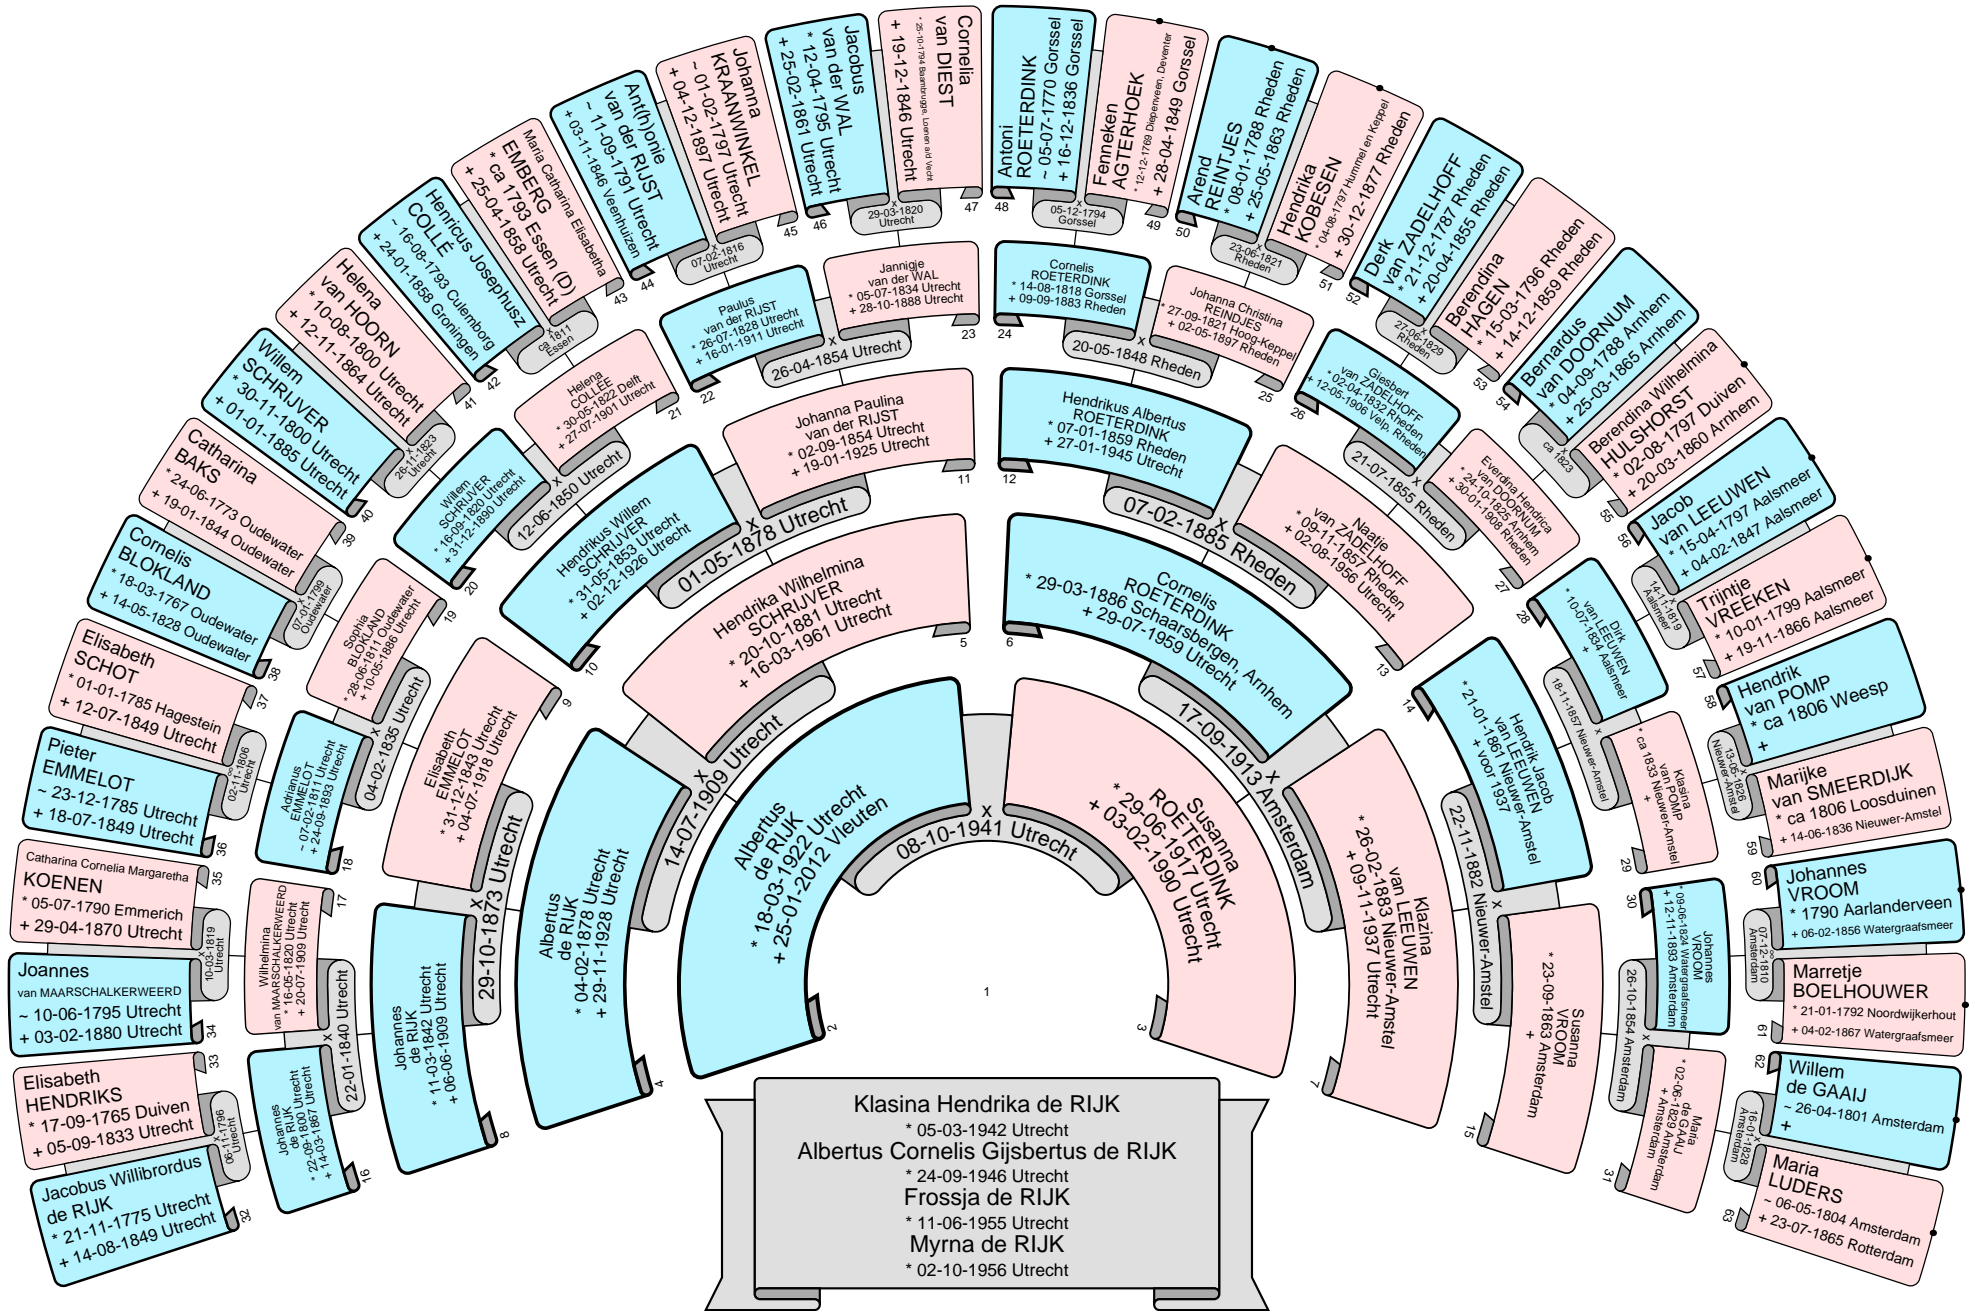 Klasina Hendrika de RIJK
* 05-03-1942 Utrecht
Albertus Cornelis Gijsbertus de RIJK
* 24-09-1946 Utrecht
Frossja de RIJK
* 11-06-1955 Utrecht
Myrna de RIJK
* 02-10-1956 Utrecht
1
Albertus
de RIJK
* 18-03-1922 Utrecht
+ 25-01-2012 Vleuten
2
x
08-10-1941 Utrecht
Susanna
ROETERDINK
* 29-06-1917 Utrecht
+ 03-02-1990 Utrecht
3
Albertus
de RIJK
* 04-02-1878 Utrecht
+ 29-11-1928 Utrecht
4
x
14-07-1909 Utrecht
Hendrika Wilhelmina
SCHRIJVER
* 20-10-1881 Utrecht
+ 16-03-1961 Utrecht
5
Cornelis
ROETERDINK
* 29-03-1886 Schaarsbergen, Arnhem
+ 29-07-1959 Utrecht
6
x
17-09-1913 Amsterdam
Klazina
van LEEUWEN
* 26-02-1883 Nieuwer-Amstel
+ 09-11-1937 Utrecht
7
Johannes
de RIJK
* 11-03-1842 Utrecht
+ 06-06-1909 Utrecht
8
x
29-10-1873 Utrecht
Elisabeth
EMMELOT
* 31-12-1843 Utrecht
+ 04-07-1918 Utrecht
9
Hendrikus Willem
SCHRIJVER
* 31-05-1853 Utrecht
+ 02-12-1926 Utrecht
10
x
01-05-1878 Utrecht
Johanna Paulina
van der RIJST
* 02-09-1854 Utrecht
+ 19-01-1925 Utrecht
11
Hendrikus Albertus
ROETERDINK
* 07-01-1859 Rheden
+ 27-01-1945 Utrecht
12
x
07-02-1885 Rheden
Naatje
van ZADELHOFF
* 09-11-1857 Rheden
+ 02-08-1956 Utrecht
13
Hendrik Jacob
van LEEUWEN
* 21-01-1861 Nieuwer-Amstel
+ voor 1937
14
x
22-11-1882 Nieuwer-Amstel
Susanna
VROOM
* 23-09-1863 Amsterdam
+
15
Johannes
de RIJK
* 22-09-1800 Utrecht
+ 14-03-1867 Utrecht
16
x
22-01-1840 Utrecht
Wilhelmina
van MAARSCHALKERWEERD
* 16-05-1820 Utrecht
+ 20-07-1909 Utrecht
17
Adrianus
EMMELOT
~ 07-02-1811 Utrecht
+ 24-09-1893 Utrecht
18
x
04-02-1835 Utrecht
Sophia
BLOKLAND
* 28-06-1811 Oudewater
+ 10-05-1886 Utrecht
19
Willem
SCHRIJVER
* 16-09-1820 Utrecht
+ 31-12-1890 Utrecht
20
x
12-06-1850 Utrecht
Helena
COLLÉE
* 30-05-1822 Delft
+ 27-07-1901 Utrecht
21
Paulus
van der RIJST
* 26-07-1828 Utrecht
+ 16-01-1911 Utrecht
22
x
26-04-1854 Utrecht
Jannigje
van der WAL
* 05-07-1834 Utrecht
+ 28-10-1888 Utrecht
23
Cornelis
ROETERDINK
* 14-08-1818 Gorssel
+ 09-09-1883 Rheden
24
x
20-05-1848 Rheden
Johanna Christina
REINDJES
* 27-09-1821 Hoog-Keppel
+ 02-05-1897 Rheden
25
Giesbert
van ZADELHOFF
* 02-04-1832 Rheden
+ 12-05-1906 Velp, Rheden
26
x
21-07-1855 Rheden
Everdina Hendrica
van DOORNUM
* 24-10-1825 Arnhem
+ 30-01-1908 Rheden
27
Dirk
van LEEUWEN
* 10-07-1834 Aalsmeer
+
28
x
18-11-1857 Nieuwer-Amstel
Klasina
van POMP
* ca 1833 Nieuwer-Amstel
+
29
Johannes
VROOM
* 09-06-1824 Watergraafsmeer
+ 12-11-1893 Amsterdam
30
x
26-10-1854 Amsterdam
Maria
de GAAIJ
* 02-06-1829 Amsterdam
+ Amsterdam
31
Jacobus Willibrordus
de RIJK
* 21-11-1775 Utrecht
+ 14-08-1849 Utrecht
32
x
06-11-1796
Utrecht
Elisabeth
HENDRIKS
* 17-09-1765 Duiven
+ 05-09-1833 Utrecht
33
Joannes
van MAARSCHALKERWEERD
~ 10-06-1795 Utrecht
+ 03-02-1880 Utrecht
34
x
10-03-1819
Utrecht
Catharina Cornelia Margaretha
KOENEN
* 05-07-1790 Emmerich
+ 29-04-1870 Utrecht
35
Pieter
EMMELOT
~ 23-12-1785 Utrecht
+ 18-07-1849 Utrecht
36
∞
02-11-1806
Utrecht
Elisabeth
SCHOT
* 01-01-1785 Hagestein
+ 12-07-1849 Utrecht
37
Cornelis
BLOKLAND
* 18-03-1767 Oudewater
+ 14-05-1828 Oudewater
38
x
07-01-1799
Oudewater
Catharina
BAKS
* 24-06-1773 Oudewater
+ 19-01-1844 Oudewater
39
Willem
SCHRIJVER
* 30-11-1800 Utrecht
+ 01-01-1885 Utrecht
40
x
26-11-1823
Utrecht
Helena
van HOORN
* 10-08-1800 Utrecht
+ 12-11-1864 Utrecht
41
Henricus Josephusz
COLLE
~ 16-08-1793 Culemborg
+ 24-01-1858 Groningen
42
x
ca 1811
Essen
Maria Catharina Elisabetha
EMBERG
* ca 1793 Essen (D)
+ 25-04-1858 Utrecht
43
Ant(h)onie
van der RIJST
~ 11-09-1791 Utrecht
+ 03-11-1846 Veenhuizen
44
x
07-02-1816
Utrecht
Johanna
KRAANWINKEL
~ 01-02-1797 Utrecht
+ 04-12-1897 Utrecht
45
Jacobus
van der WAL
* 12-04-1795 Utrecht
+ 25-02-1861 Utrecht
46
x
29-03-1820
Utrecht
Cornelia
van DIEST
* 25-10-1794 Baambrugge, Loenen a/d Vecht
+ 19-12-1846 Utrecht
47
Antoni
ROETERDINK
~ 05-07-1770 Gorssel
+ 16-12-1836 Gorssel
48
x
05-12-1794
Gorssel
Fenneken
AGTERHOEK
* 12-12-1769 Diepenveen, Deventer
+ 28-04-1849 Gorssel
49
Arend
REINTJES
* 08-01-1788 Rheden
+ 25-05-1863 Rheden
50
x
23-06-1821
Rheden
Hendrika
KOBESEN
* 04-08-1797 Hummel en Keppel
+ 30-12-1877 Rheden
51
Derk
van ZADELHOFF
* 21-12-1787 Rheden
+ 20-04-1855 Rheden
52
x
27-06-1829
Rheden
Berendina
HAGEN
* 15-03-1796 Rheden
+ 14-12-1859 Rheden
53
Bernardus
van DOORNUM
* 04-09-1788 Arnhem
+ 25-03-1865 Arnhem
54
x
ca 1823
Berendina Wilhelmina
HULSHORST
* 02-08-1797 Duiven
+ 20-03-1860 Arnhem
55
Jacob
van LEEUWEN
* 15-04-1797 Aalsmeer
+ 04-02-1847 Aalsmeer
56
x
14-11-1819
Aalsmeer
Trijntje
VREEKEN
* 10-01-1799 Aalsmeer
+ 19-11-1866 Aalsmeer
57
Hendrik
van POMP
* ca 1806 Weesp
+
58
x
13-05-1826
Nieuwer-Amstel
Marijke
van SMEERDIJK
* ca 1806 Loosduinen
+ 14-06-1836 Nieuwer-Amstel
59
Johannes
VROOM
* 1790 Aarlanderveen
+ 06-02-1856 Watergraafsmeer
60
∞
07-12-1810
Amsterdam
Marretje
BOELHOUWER
* 21-01-1792 Noordwijkerhout
+ 04-02-1867 Watergraafsmeer
61
Willem
de GAAIJ
~ 26-04-1801 Amsterdam
+
62
x
16-01-1828
Amsterdam
Maria
LUDERS
~ 06-05-1804 Amsterdam
+ 23-07-1865 Rotterdam
63